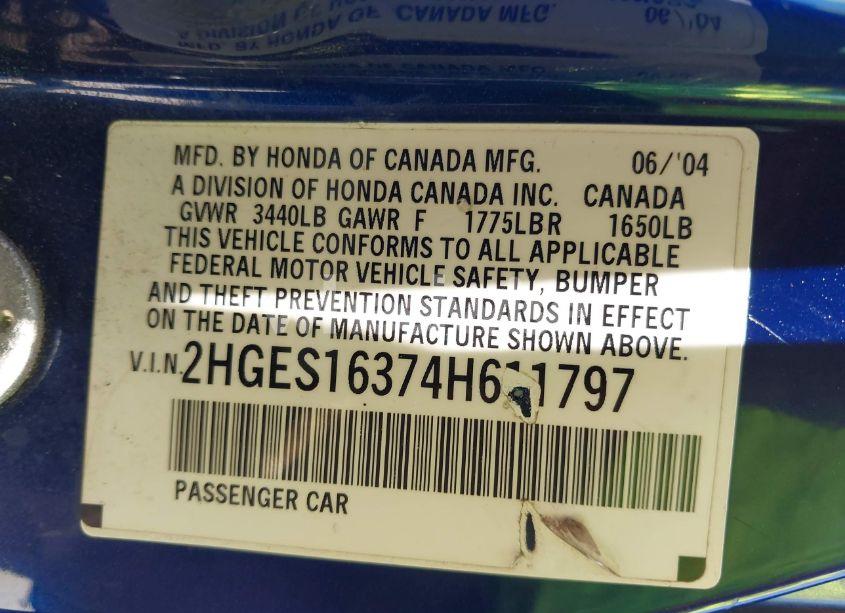 MFD. BY HONDA OF CANADA MFG. 06/'04
A DIVISION OF HONDA CANADA INC. CANADA
GVWR 3440LB GAWR F 1775LB R 1650LB
THIS VEHICLE CONFORMS TO ALL APPLICABLE
FEDERAL MOTOR VEHICLE SAFETY, BUMPER
AND THEFT PREVENTION STANDARDS IN EFFECT
ON THE DATE OF MANUFACTURE SHOWN ABOVE.
V.I.N. 2HGES16374H611797
PASSENGER CAR